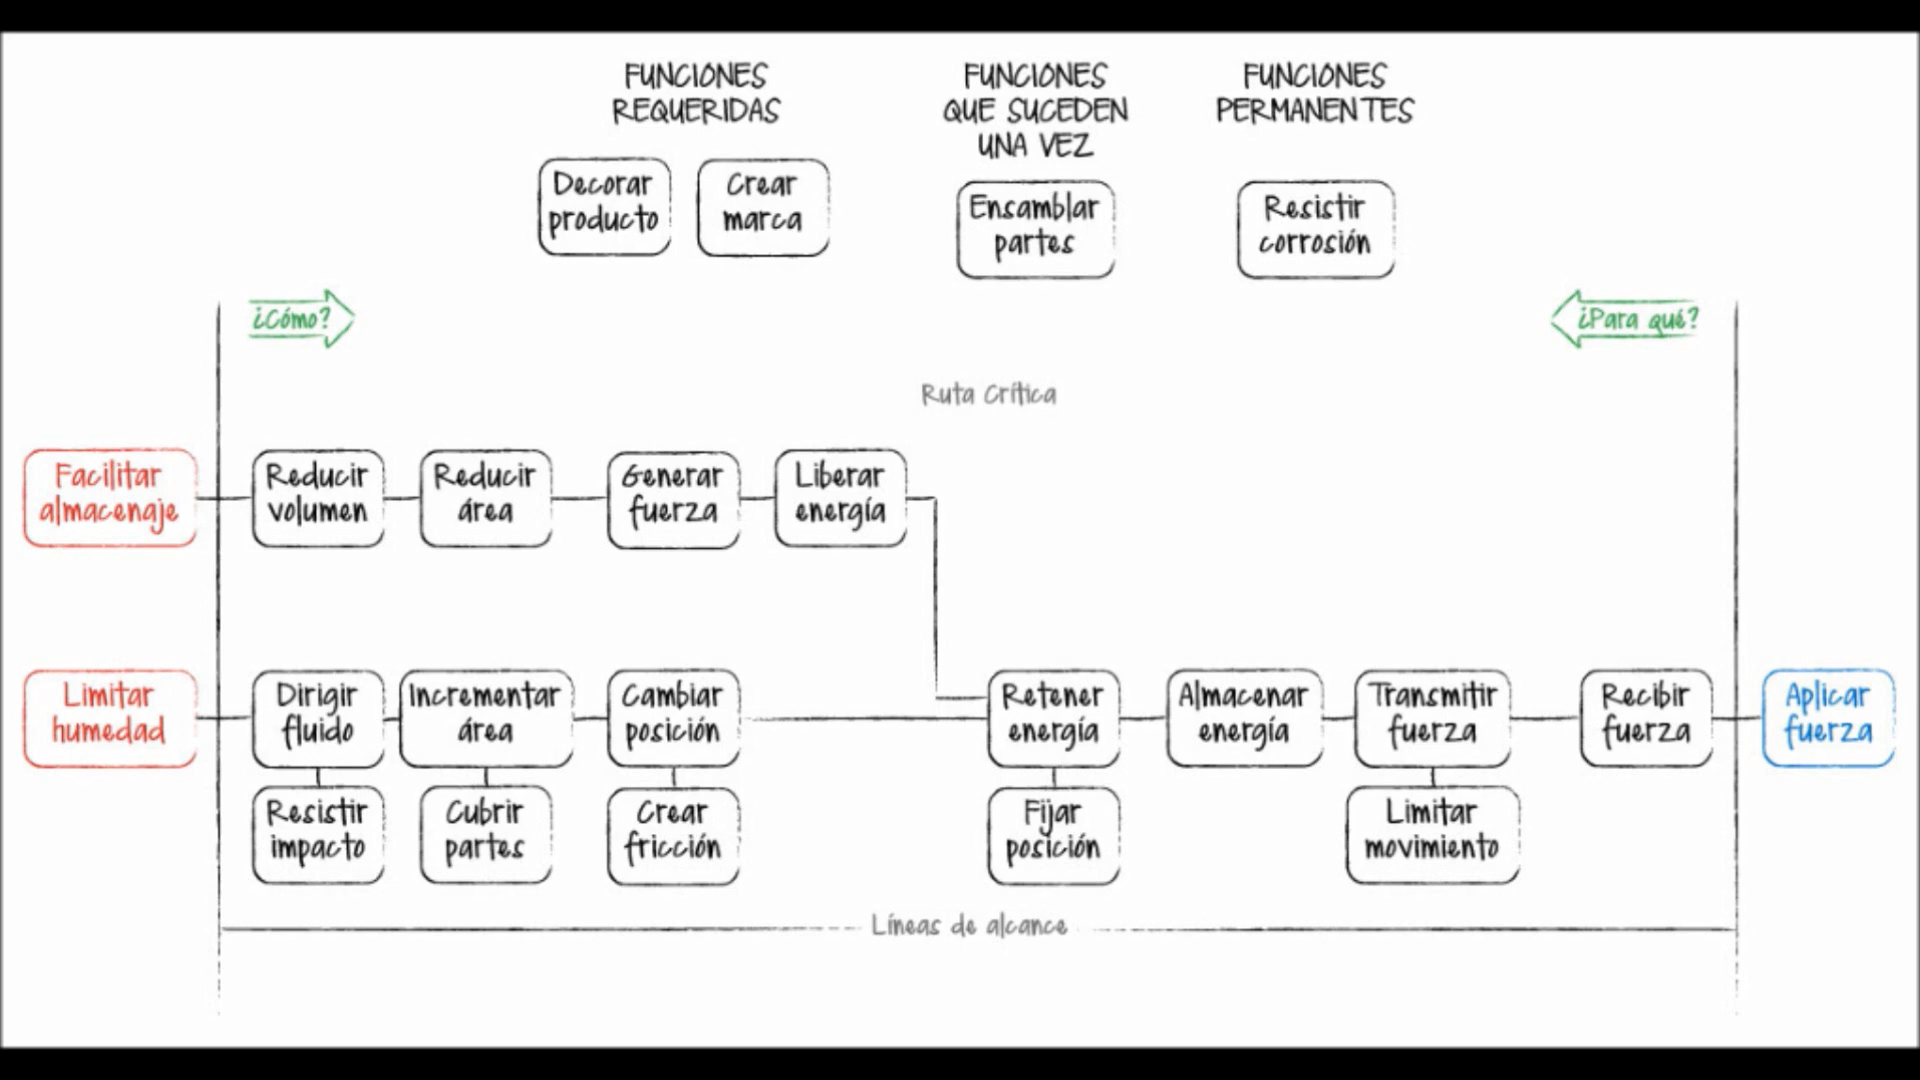 FUNCIONES
REQUERIDAS
FUNCIONES
QUE SUCEDEN
UNA VEZ
FUNCIONES
PERMANENTES
Decorar
producto
Crear
marca
Ensamblar
partes
Resistir
corrosión
¿Cómo?
¿Para qué?
Ruta Crítica
Facilitar
almacenaje
Reducir
volumen
Reducir
área
Generar
fuerza
Liberar
energía
Limitar
humedad
Dirigir
fluido
Incrementar
área
Cambiar
posición
Retener
energía
Almacenar
energía
Transmitir
fuerza
Recibir
fuerza
Aplicar
fuerza
Resistir
impacto
Cubrir
partes
Crear
fricción
Fijar
posición
Limitar
movimiento
Líneas de alcance